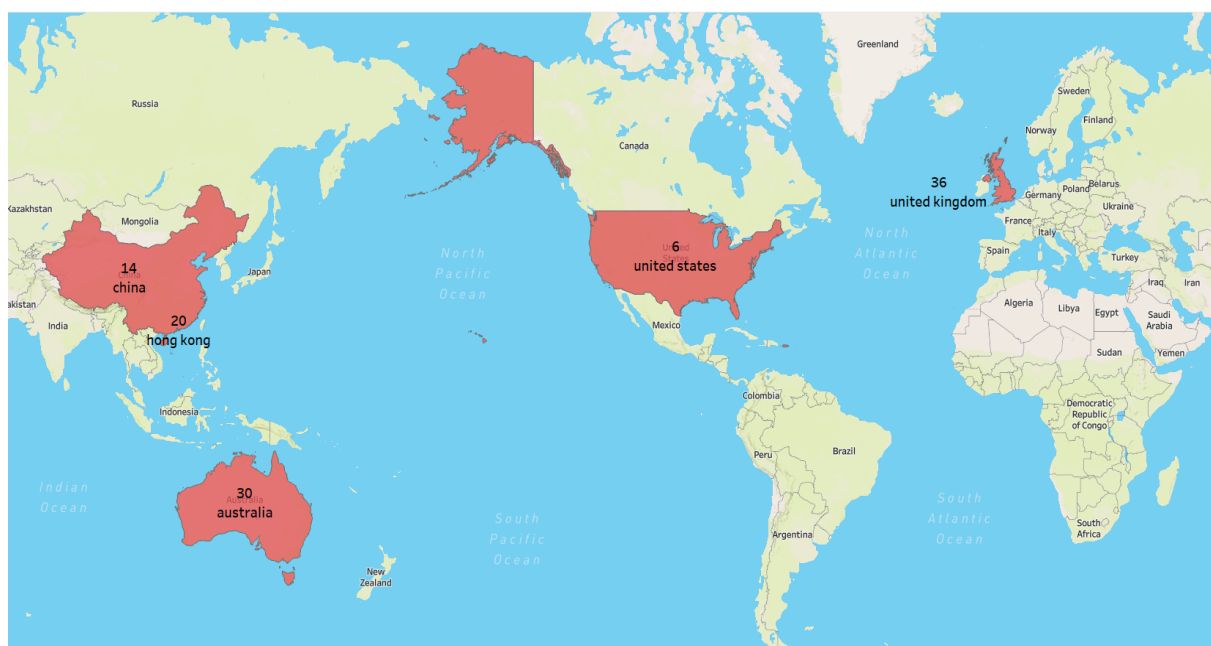 Greenland
Sweden
Finland
Norway
Russia
Canada
Belarus
Poland
Germany
Ukraine
36
united kingdom
France
Italy
Kazakhstan
Mongolia
Spain
Turkey
North
Pacific
Ocean
North
Atlantic
Ocean
6
united states
Japan
14
china
Iraq
Iran
akistan
India
Algeria
Libya
Egypt
Saudi
Arabia
20
hong kong
Mexico
Sudan
Yemen
Indonesia
Colombia
Democratic
Republic
of Congo
Peru
Brazil
Indian
Ocean
30
australia
South
Pacific
Ocean
South
Atlantic
Ocean
Argentina
South
Africa
New
Zealand